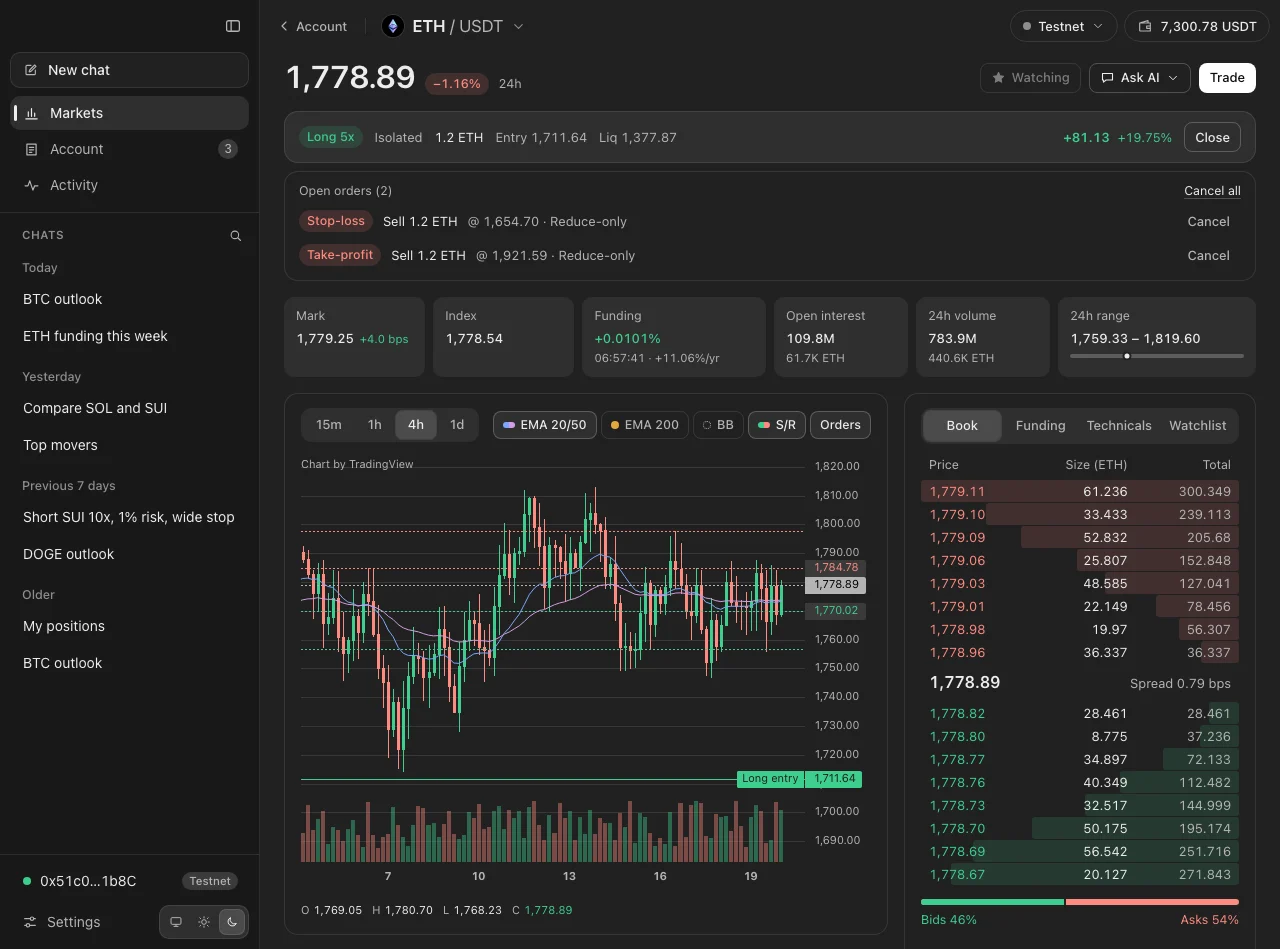 Account
ETH / USDT
Testnet
7,300.78 USDT
New chat
Markets
Account 3
Activity
CHATS
Today
BTC outlook
ETH funding this week
Yesterday
Compare SOL and SUI
Top movers
Previous 7 days
Short SUI 10x, 1% risk, wide stop
DOGE outlook
Older
My positions
BTC outlook
0x51c0...1b8C Testnet
Settings
1,778.89 −1.16% 24h
Watching
Ask AI
Trade
Long 5x Isolated 1.2 ETH Entry 1,711.64 Liq 1,377.87 +81.13 +19.75% Close
Open orders (2) Cancel all
Stop-loss Sell 1.2 ETH @ 1,654.70 · Reduce-only Cancel
Take-profit Sell 1.2 ETH @ 1,921.59 · Reduce-only Cancel
Mark
1,779.25 +4.0 bps
Index
1,778.54
Funding
+0.0101%
06:57:41 · +11.06%/yr
Open interest
109.8M
61.7K ETH
24h volume
783.9M
440.6K ETH
24h range
1,759.33 – 1,819.60
15m 1h 4h 1d EMA 20/50 EMA 200 BB S/R Orders
Chart by TradingView
1,820.00
1,810.00
1,800.00
1,790.00
1,784.78
1,778.89
1,770.02
1,760.00
1,750.00
1,740.00
1,730.00
1,720.00
Long entry 1,711.64
1,700.00
1,690.00
7 10 13 16 19
O 1,769.05 H 1,780.70 L 1,768.23 C 1,778.89
Book Funding Technicals Watchlist
Price Size (ETH) Total
1,779.11 61.236 300.349
1,779.10 33.433 239.113
1,779.09 52.832 205.68
1,779.06 25.807 152.848
1,779.03 48.585 127.041
1,779.01 22.149 78.456
1,778.98 19.97 56.307
1,778.96 36.337 36.337
1,778.89 Spread 0.79 bps
1,778.82 28.461 28.461
1,778.80 8.775 37.236
1,778.77 34.897 72.133
1,778.76 40.349 112.482
1,778.73 32.517 144.999
1,778.70 50.175 195.174
1,778.69 56.542 251.716
1,778.67 20.127 271.843
Bids 46% Asks 54%